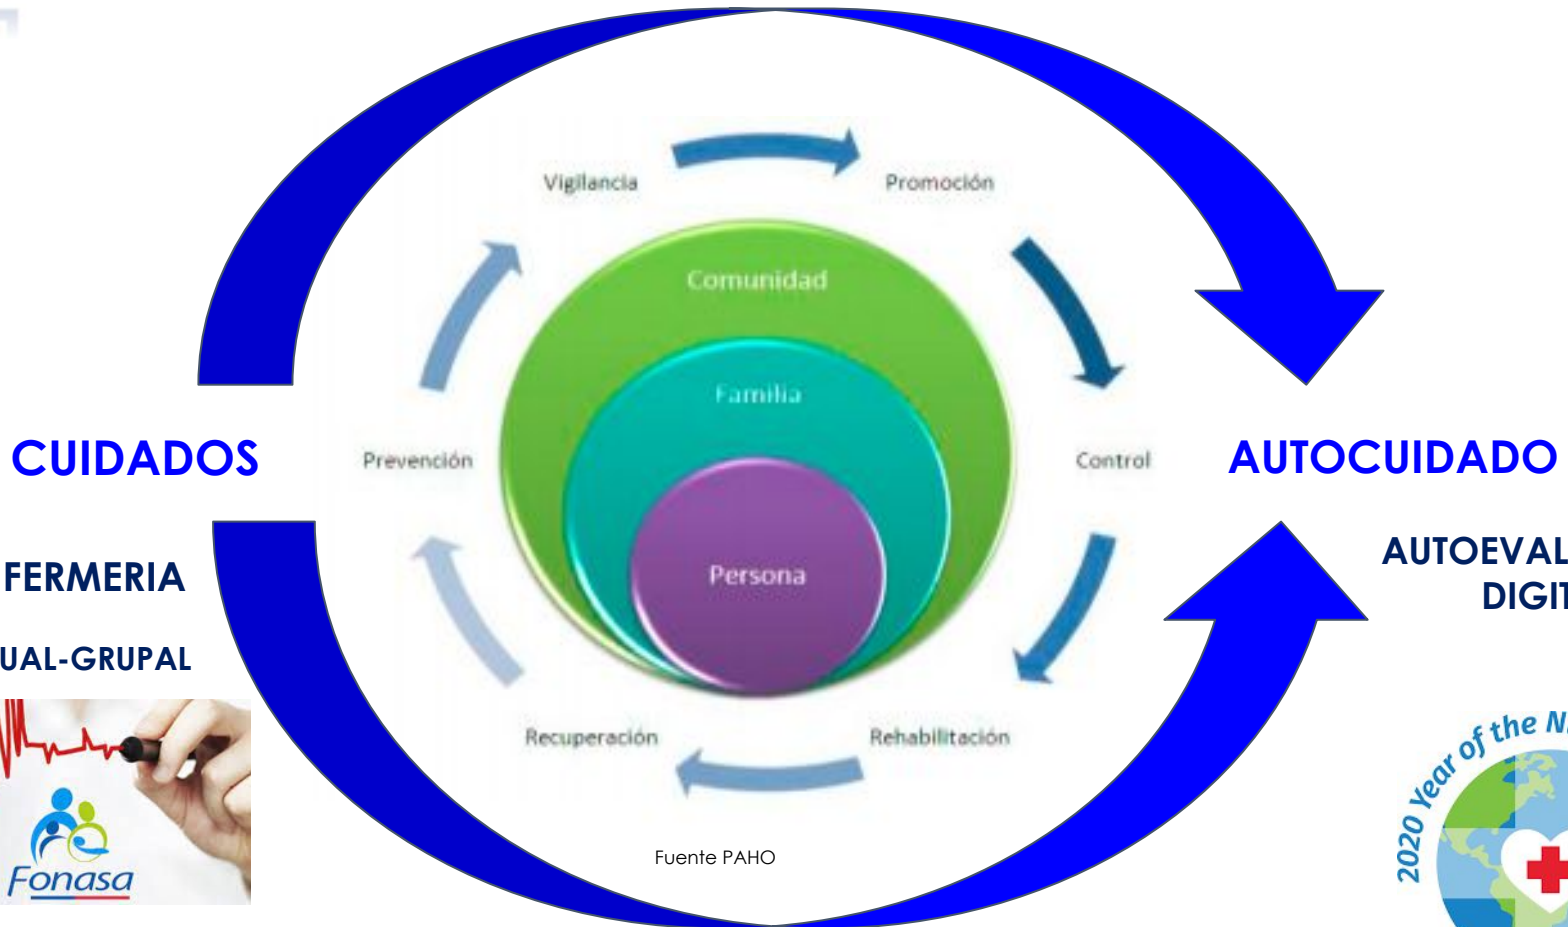 Vigilancia
Promoción
Comunidad
Familia
CUIDADOS
Prevención
Control
AUTOCUIDADO
FERMERIA
AUTOEVAL
DIGIT
Persona
UAL-GRUPAL
Recuperación
Rehabilitación
Fonasa
2020 Year of the N
Fuente PAHO